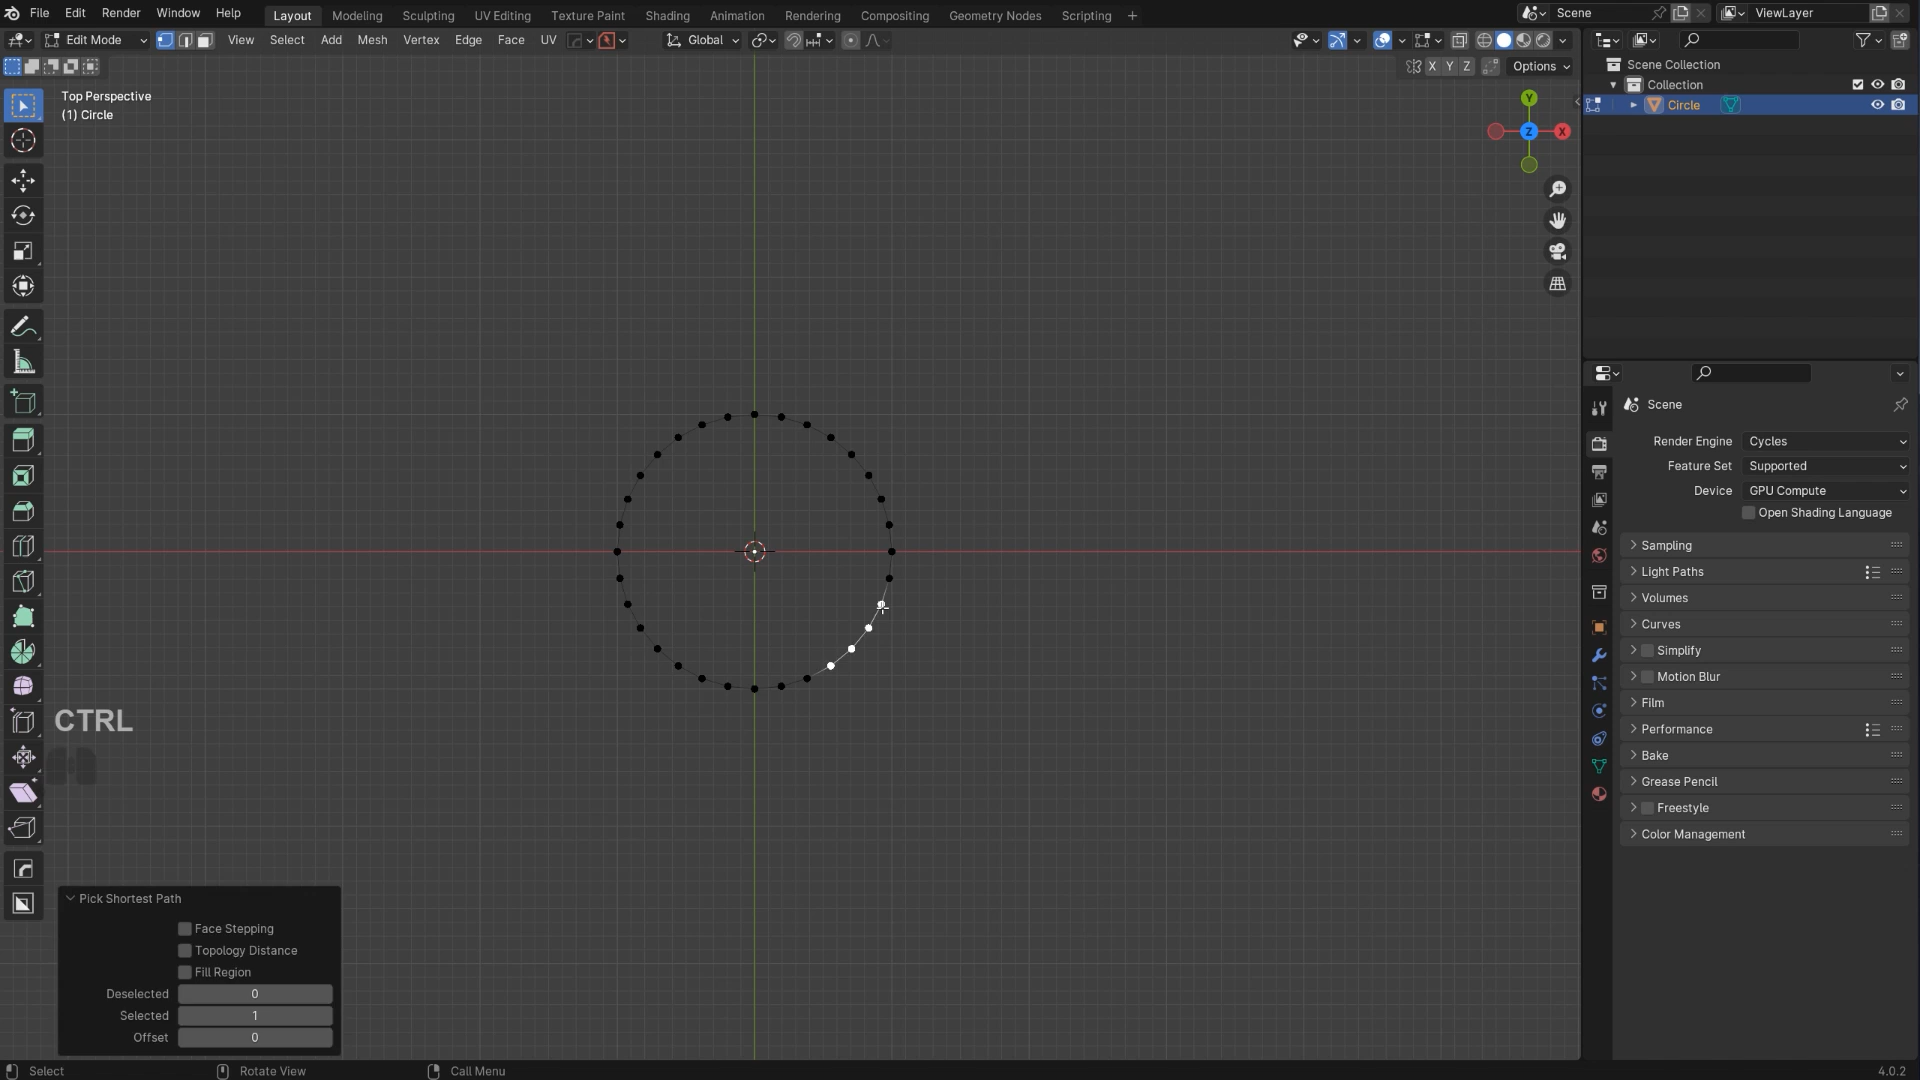 File Edit Render Window Help Layout Modeling Sculpting UV Editing Texture Paint Shading Animation Rendering Compositing Geometry Nodes Scripting + Scene ViewLayer
Edit Mode View Select Add Mesh Vertex Edge Face UV Global
X Y Z Options
Top Perspective
(1) Circle
Y
Z X
Scene Collection
Collection
Circle
Scene
Render Engine Cycles
Feature Set Supported
Device GPU Compute
Open Shading Language
Sampling
Light Paths
Volumes
Curves
Simplify
Motion Blur
Film
Performance
Bake
Grease Pencil
Freestyle
Color Management
CTRL
Pick Shortest Path
Face Stepping
Topology Distance
Fill Region
Deselected 0
Selected 1
Offset 0
Select Rotate View Call Menu 4.0.2